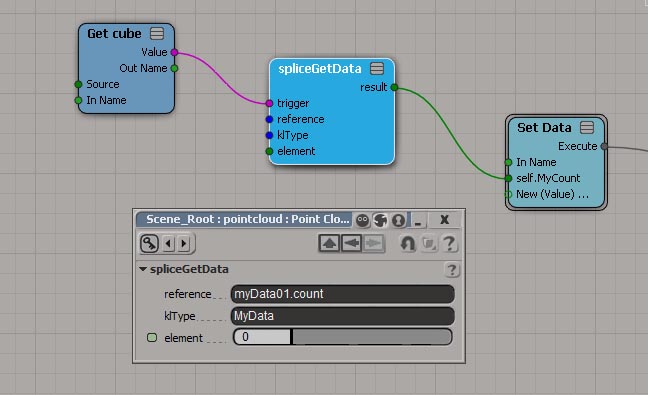 Get cube
Value
Out Name
Source
In Name
spliceGetData
result
trigger
reference
klType
element
Set Data
Execute
In Name
self.MyCount
New (Value) ...
Scene_Root : pointcloud : Point Clo...
spliceGetData
reference myData01.count
klType MyData
element 0